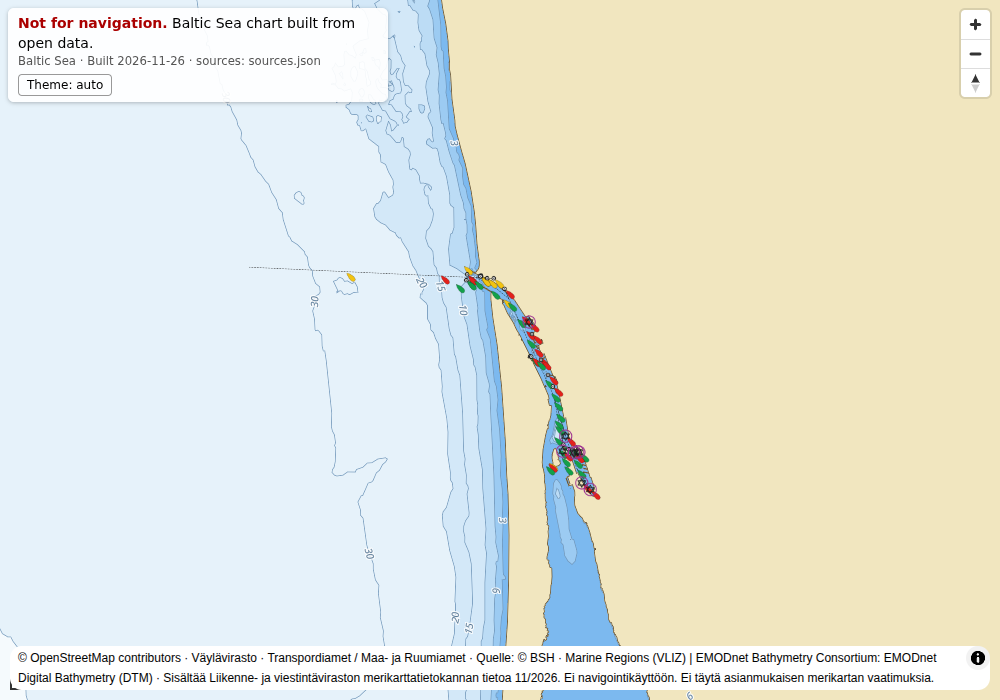 Not for navigation. Baltic Sea chart built from
open data.
Baltic Sea · Built 2026-11-26 · sources: sources.json
Theme: auto
3
20
15
10
30
30
3
6
20
15
6
© OpenStreetMap contributors · Väylävirasto · Transpordiamet / Maa- ja Ruumiamet · Quelle: © BSH · Marine Regions (VLIZ) | EMODnet Bathymetry Consortium: EMODnet
Digital Bathymetry (DTM) · Sisältää Liikenne- ja viestintäviraston merikarttatietokannan tietoa 11/2026. Ei navigointikäyttöön. Ei täytä asianmukaisen merikartan vaatimuksia.